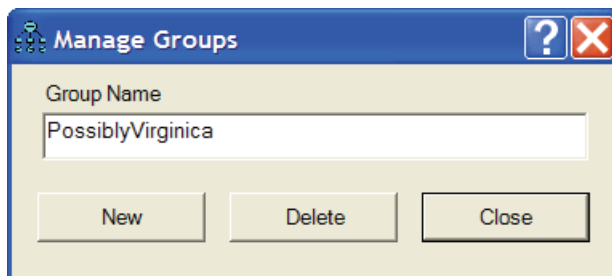 Manage Groups
Group Name
PossiblyVirginica
New Delete Close